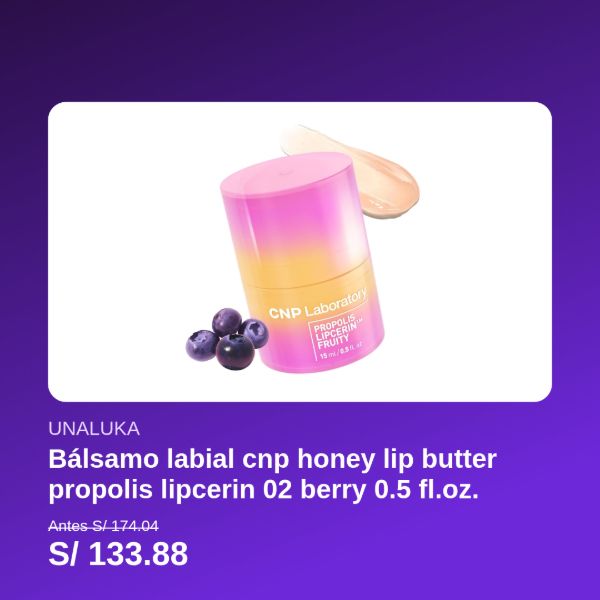 CNP Laboratory
PROPOLIS
LIPCERIN™
FRUITY
15 mL / 0.5 fl. oz.
UNALUKA
Bálsamo labial cnp honey lip butter
propolis lipcerin 02 berry 0.5 fl.oz.
Antes S/ 174.04
S/ 133.88